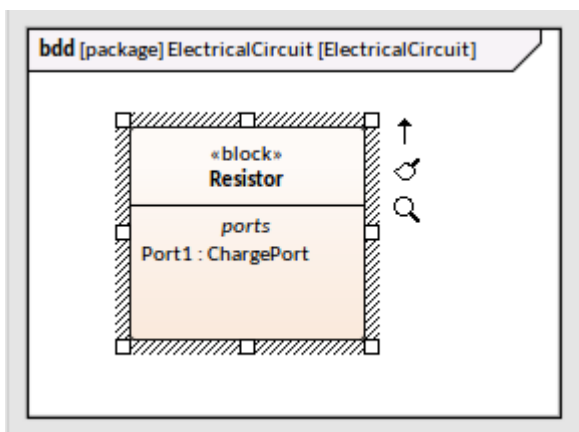 bdd [package] ElectricalCircuit [ElectricalCircuit]
«block»
Resistor
ports
Port1 : ChargePort